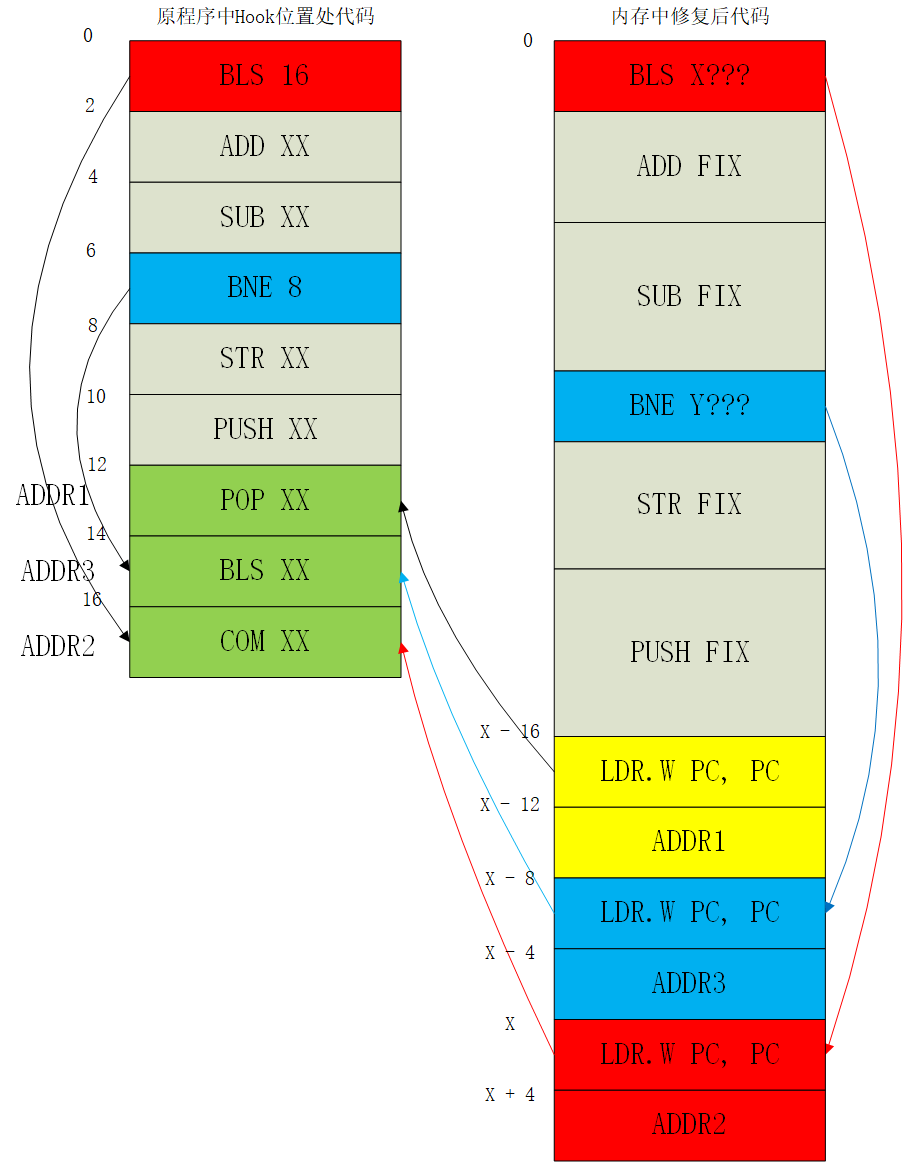 原程序中Hook位置处代码
0
BLS 16
2
ADD XX
4
SUB XX
6
BNE 8
8
STR XX
10
PUSH XX
12
ADDR1
POP XX
14
ADDR3
BLS XX
16
ADDR2
COM XX
内存中修复后代码
0
BLS X???
ADD FIX
SUB FIX
BNE Y???
STR FIX
PUSH FIX
X - 16
LDR.W PC, PC
X - 12
ADDR1
X - 8
LDR.W PC, PC
X - 4
ADDR3
X
LDR.W PC, PC
X + 4
ADDR2